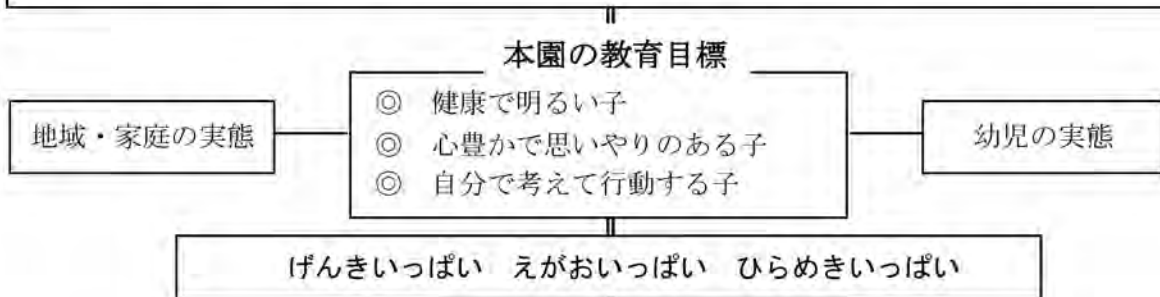 本園の教育目標
◎ 健康で明るい子
◎ 心豊かで思いやりのある子
◎ 自分で考えて行動する子
地域・家庭の実態
幼児の実態
げんきいっぱい えがおいっぱい ひらめきいっぱい